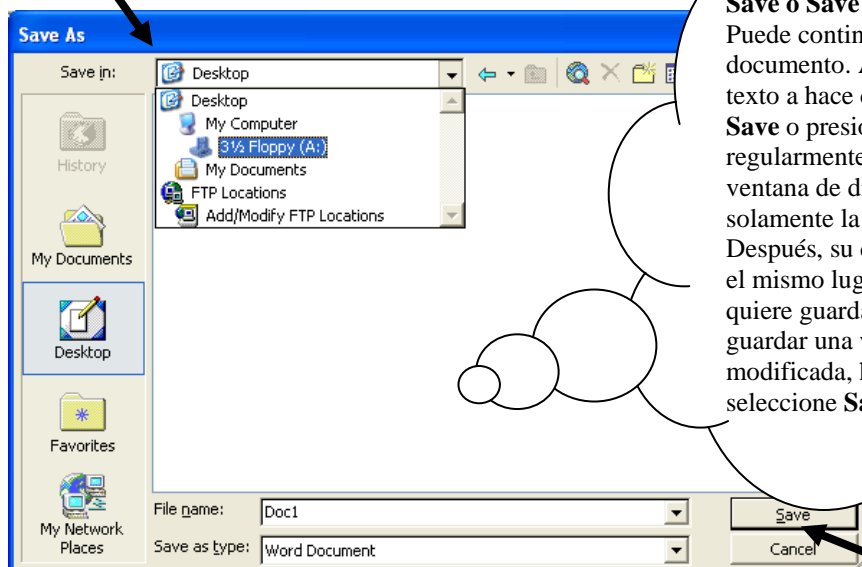 Save As
Save in:
Desktop
Desktop
My Computer
3½ Floppy (A:)
My Documents
FTP Locations
Add/Modify FTP Locations
History
My Documents
Desktop
Favorites
My Network
Places
File name:
Doc1
Save as type:
Word Document
Save
Cancel
Save o Save
Puede contin
documento.
texto a hace
Save o presio
regularmente
ventana de d
solamente la
Después, su
el mismo lug
quiere guarda
guardar una
modificada,
seleccione Sa